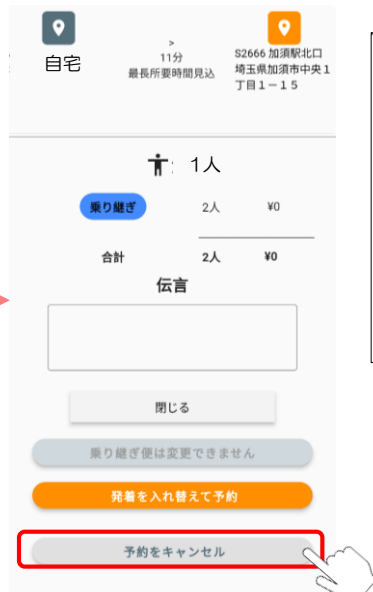 自宅
>
11分
最長所要時間見込
S2666 加須駅北口
埼玉県加須市中央1
丁目1－15
: 1人
乗り継ぎ 2人 ¥0
合計 2人 ¥0
伝言
閉じる
乗り継ぎ便は変更できません
発着を入れ替えて予約
予約をキャンセル